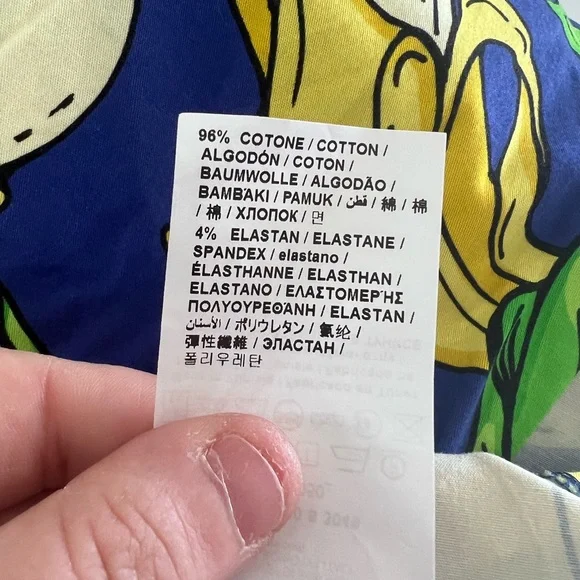 96% COTONE / COTTON /
ALGODÓN / COTON /
BAUMWOLLE / ALGODÃO /
BAMBAKI / PAMUK / قطن / 綿 / 棉
/ 棉 / ХЛОПОК / 면
4% ELASTAN / ELASTANE /
SPANDEX / elastano /
ÉLASTHANNE / ELASTHAN /
ELASTANO / ΕΛΑΣΤΟΜΕΡΉΣ
ΠΟΛΥΟΥΡΕΘΆΝΗ / ELASTAN /
الأسنان / ポリウレタン / 氨纶 /
彈性纖維 / ЭЛАСТАН /
폴리우레탄